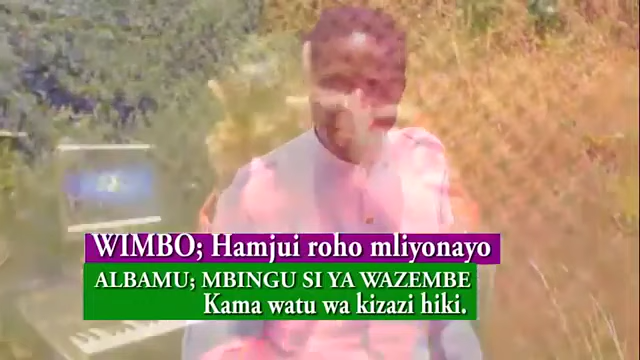 WIMBO; Hamjui roho mliyonayo
ALBAMU; MBINGU SI YA WAZEMBE
Kama watu wa kizazi hiki.